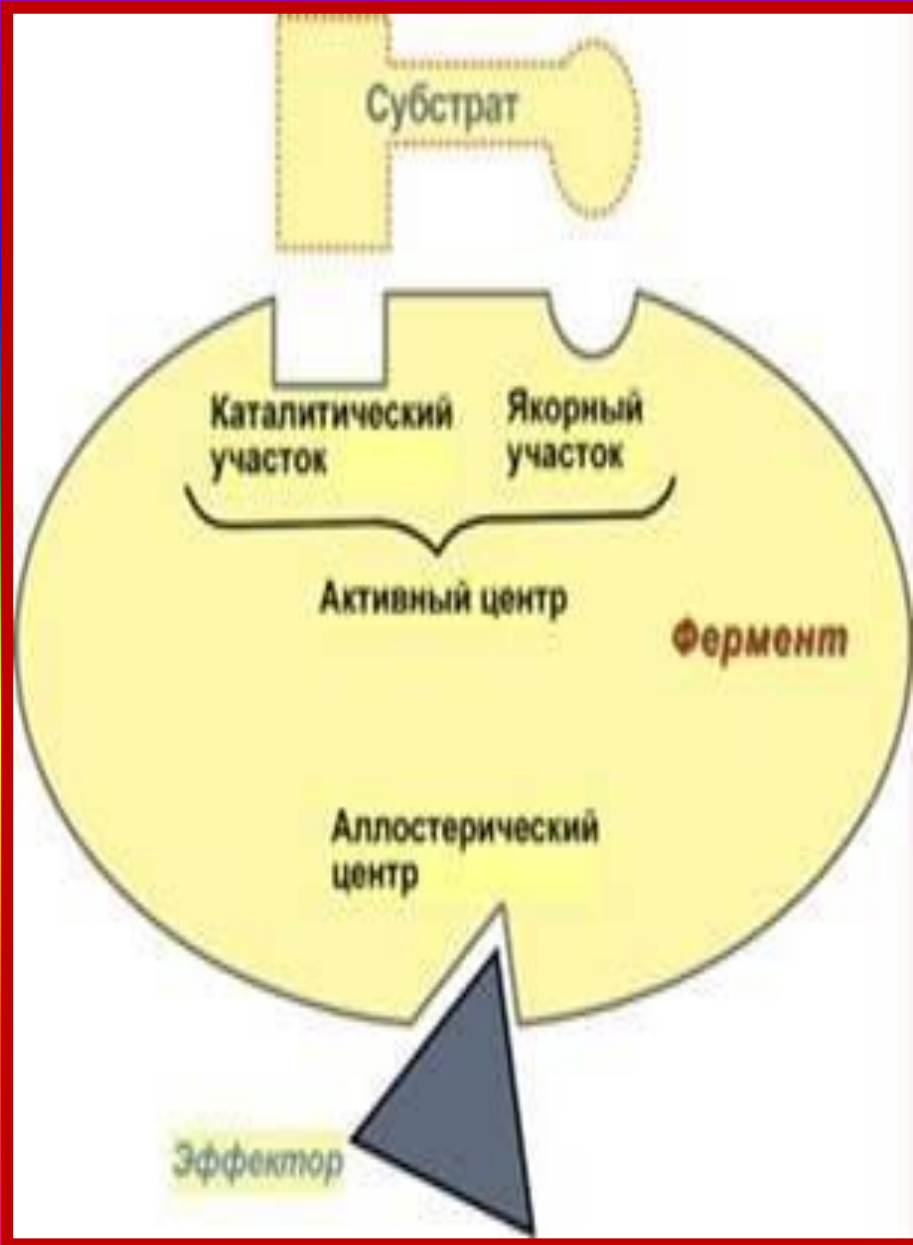 Субстрат
Каталитический
участок
Якорный
участок
Активный центр
Фермент
Аллостерический
центр
Эффектор